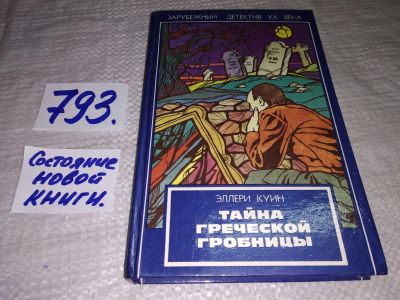 793.
Состояние
новой
книги.
ЗАРУБЕЖНЫЙ ДЕТЕКТИВ XX ВЕКА
ЭЛЛЕРИ КУИН
ТАЙНА
ГРЕЧЕСКОЙ
ГРОБНИЦЫ